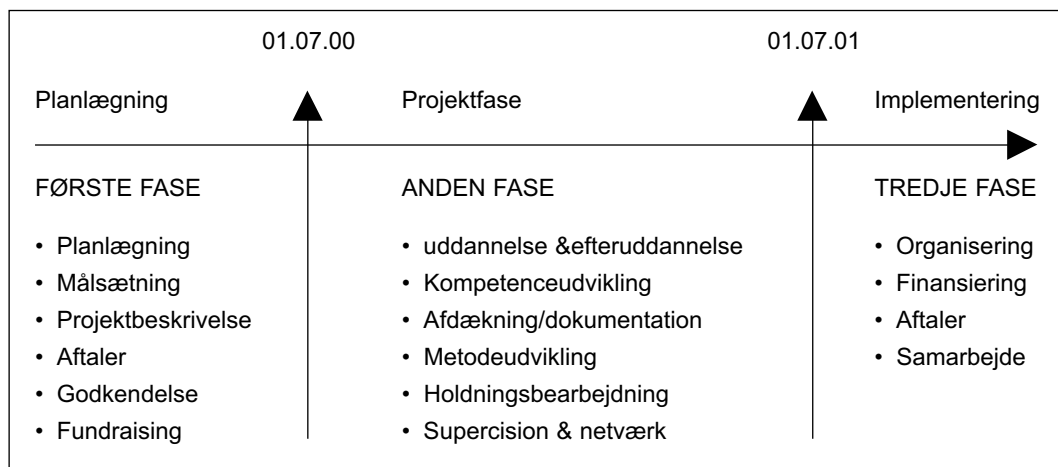 01.07.00
01.07.01
Planlægning
Projektfase
Implementering
FØRSTE FASE
• Planlægning
• Målsætning
• Projektbeskrivelse
• Aftaler
• Godkendelse
• Fundraising
ANDEN FASE
• uddannelse &efteruddannelse
• Kompetenceudvikling
• Afdækning/dokumentation
• Metodeudvikling
• Holdningsbearbejdning
• Supercision & netværk
TREDJE FASE
• Organisering
• Finansiering
• Aftaler
• Samarbejde